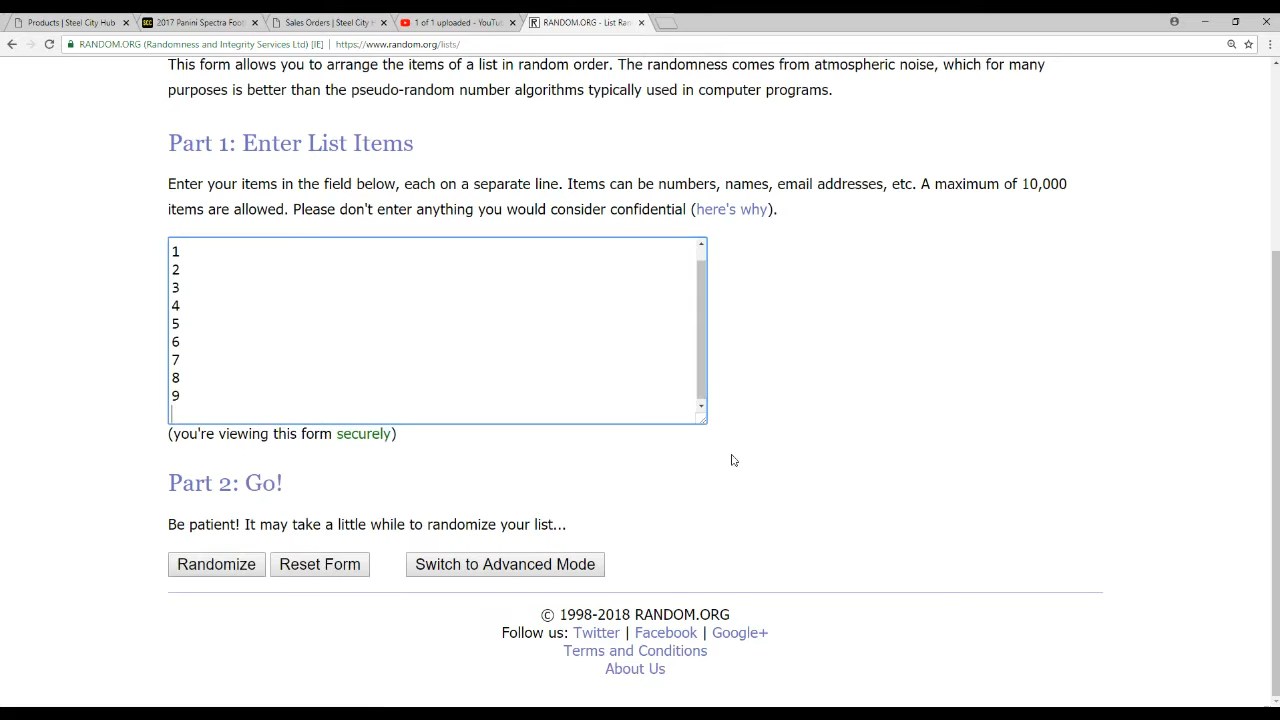 Products | Steel City Hub
SCC 2017 Panini Spectra Foot
Sales Orders | Steel City H
1 of 1 uploaded - YouTu
R RANDOM.ORG - List Ran
RANDOM.ORG (Randomness and Integrity Services Ltd) [IE] | https://www.random.org/lists/
This form allows you to arrange the items of a list in random order. The randomness comes from atmospheric noise, which for many
purposes is better than the pseudo-random number algorithms typically used in computer programs.
Part 1: Enter List Items
Enter your items in the field below, each on a separate line. Items can be numbers, names, email addresses, etc. A maximum of 10,000
items are allowed. Please don't enter anything you would consider confidential (here's why).
1
2
3
4
5
6
7
8
9
(you're viewing this form securely)
Part 2: Go!
Be patient! It may take a little while to randomize your list...
Randomize Reset Form Switch to Advanced Mode
© 1998-2018 RANDOM.ORG
Follow us: Twitter | Facebook | Google+
Terms and Conditions
About Us